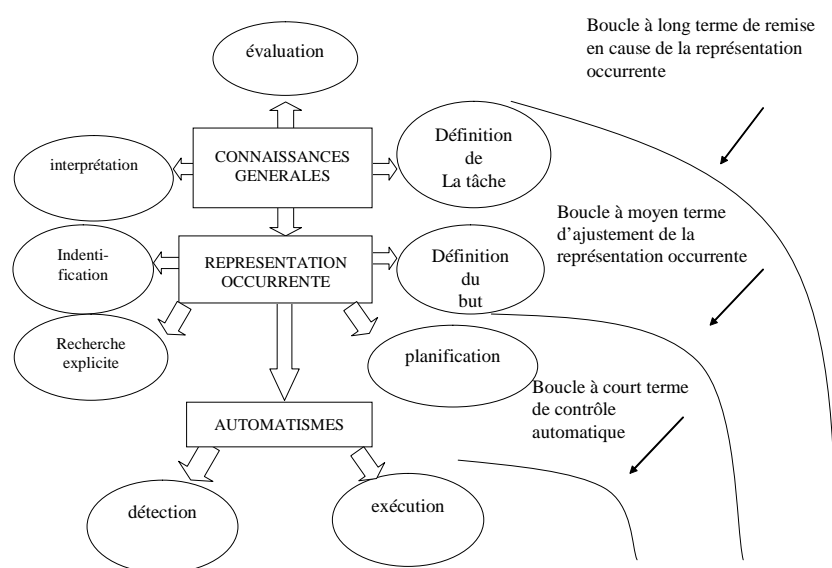 évaluation
Boucle à long terme de remise
en cause de la représentation
occurrente
interprétation
CONNAISSANCES
GENERALES
Définition
de
La tâche
Boucle à moyen terme
d'ajustement de la
représentation occurrente
Indenti-
fification
REPRESENTATION
OCCURRENTE
Définition
du
but
Recherche
explicite
planification
Boucle à court terme
de contrôle
automatique
AUTOMATISMES
détection
exécution